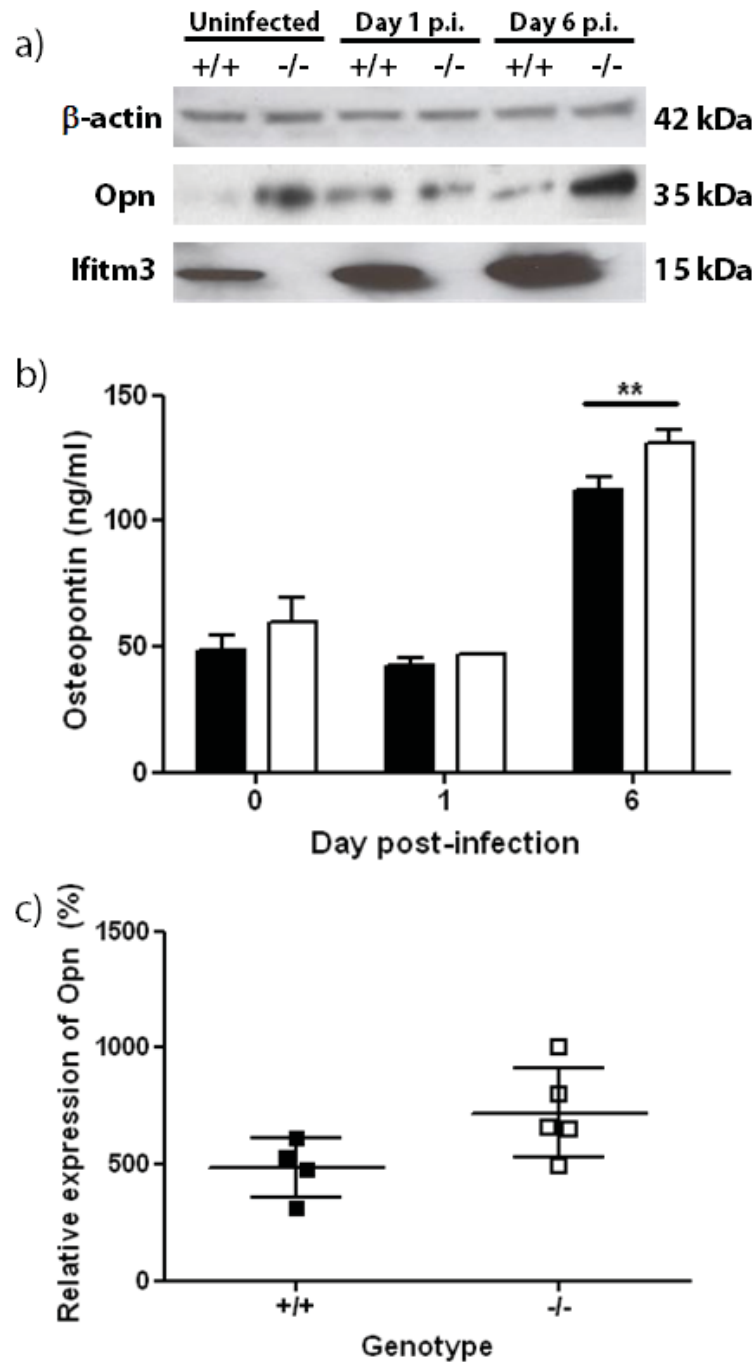 a)
Uninfected Day 1 p.i. Day 6 p.i.
+/+ -/- +/+ -/- +/+ -/-
β-actin 42 kDa
Opn 35 kDa
Ifitm3 15 kDa
b)
Osteopontin (ng/ml)
150
100
50
0
**
0 1 6
Day post-infection
c)
Relative expression of Opn (%)
1500
1000
500
0
+/+ -/-
Genotype